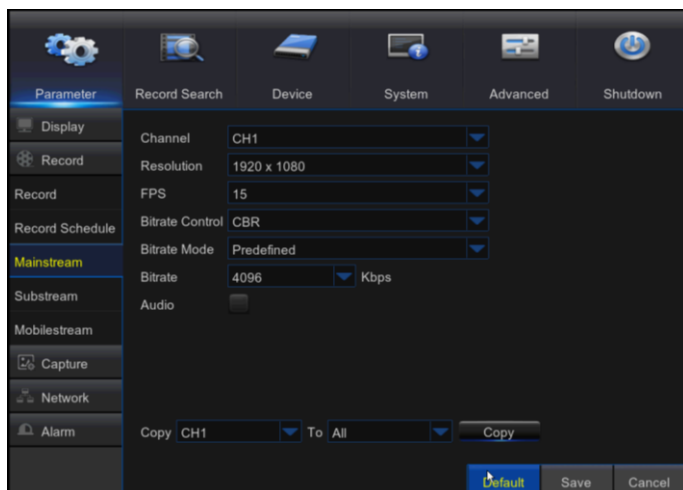 Parameter Record Search Device System Advanced Shutdown
Display
Record
Record
Record Schedule
Mainstream
Substream
Mobilestream
Capture
Network
Alarm
Channel CH1
Resolution 1920 x 1080
FPS 15
Bitrate Control CBR
Bitrate Mode Predefined
Bitrate 4096 Kbps
Audio
Copy CH1 To All Copy
Default Save Cancel